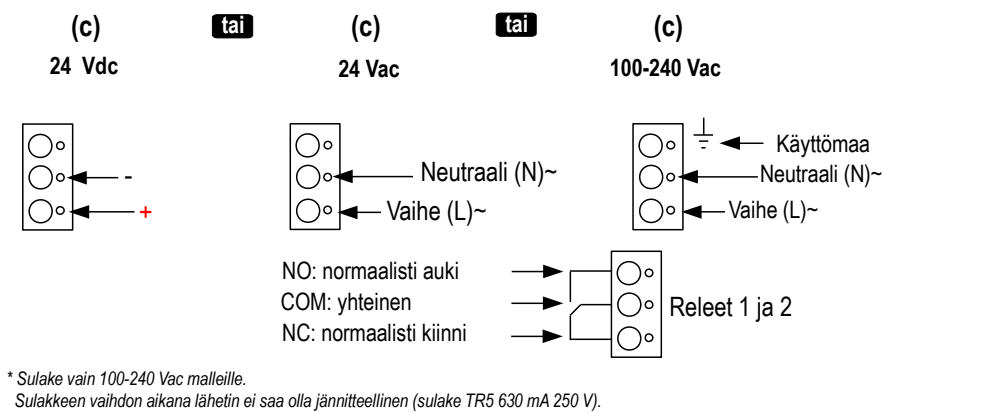 (c) tai (c) tai (c)
24 Vdc 24 Vac 100-240 Vac
Käyttömaa
- Neutraali (N)~ Neutraali (N)~
+ Vaihe (L)~ Vaihe (L)~
NO: normaalisti auki
COM: yhteinen Releet 1 ja 2
NC: normaalisti kiinni
* Sulake vain 100-240 Vac malleille.
Sulakkeen vaihdon aikana lähetin ei saa olla jännitteellinen (sulake TR5 630 mA 250 V).